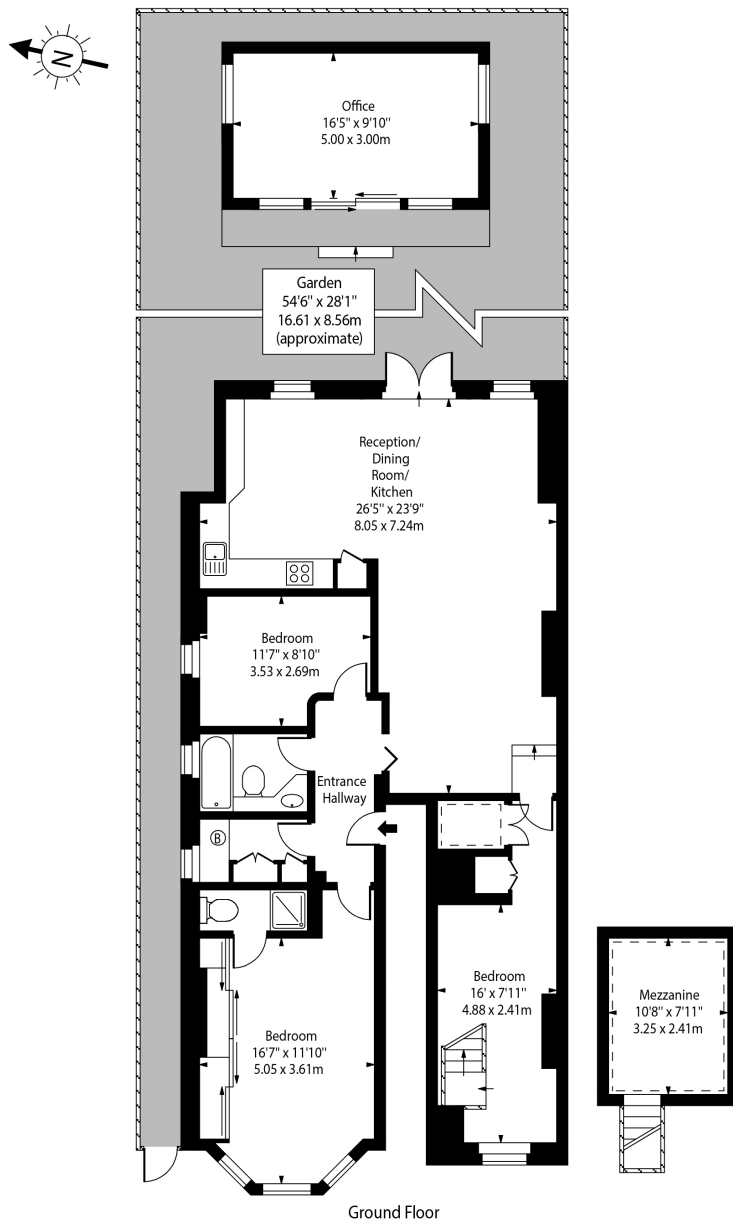 N
Office
16'5" x 9'10"
5.00 x 3.00m
Garden
54'6" x 28'1"
16.61 x 8.56m
(approximate)
Reception/
Dining
Room/
Kitchen
26'5" x 23'9"
8.05 x 7.24m
Bedroom
11'7" x 8'10"
3.53 x 2.69m
Entrance
Hallway
B
Bedroom
16' x 7'11"
4.88 x 2.41m
Mezzanine
10'8" x 7'11"
3.25 x 2.41m
Bedroom
16'7" x 11'10"
5.05 x 3.61m
Ground Floor